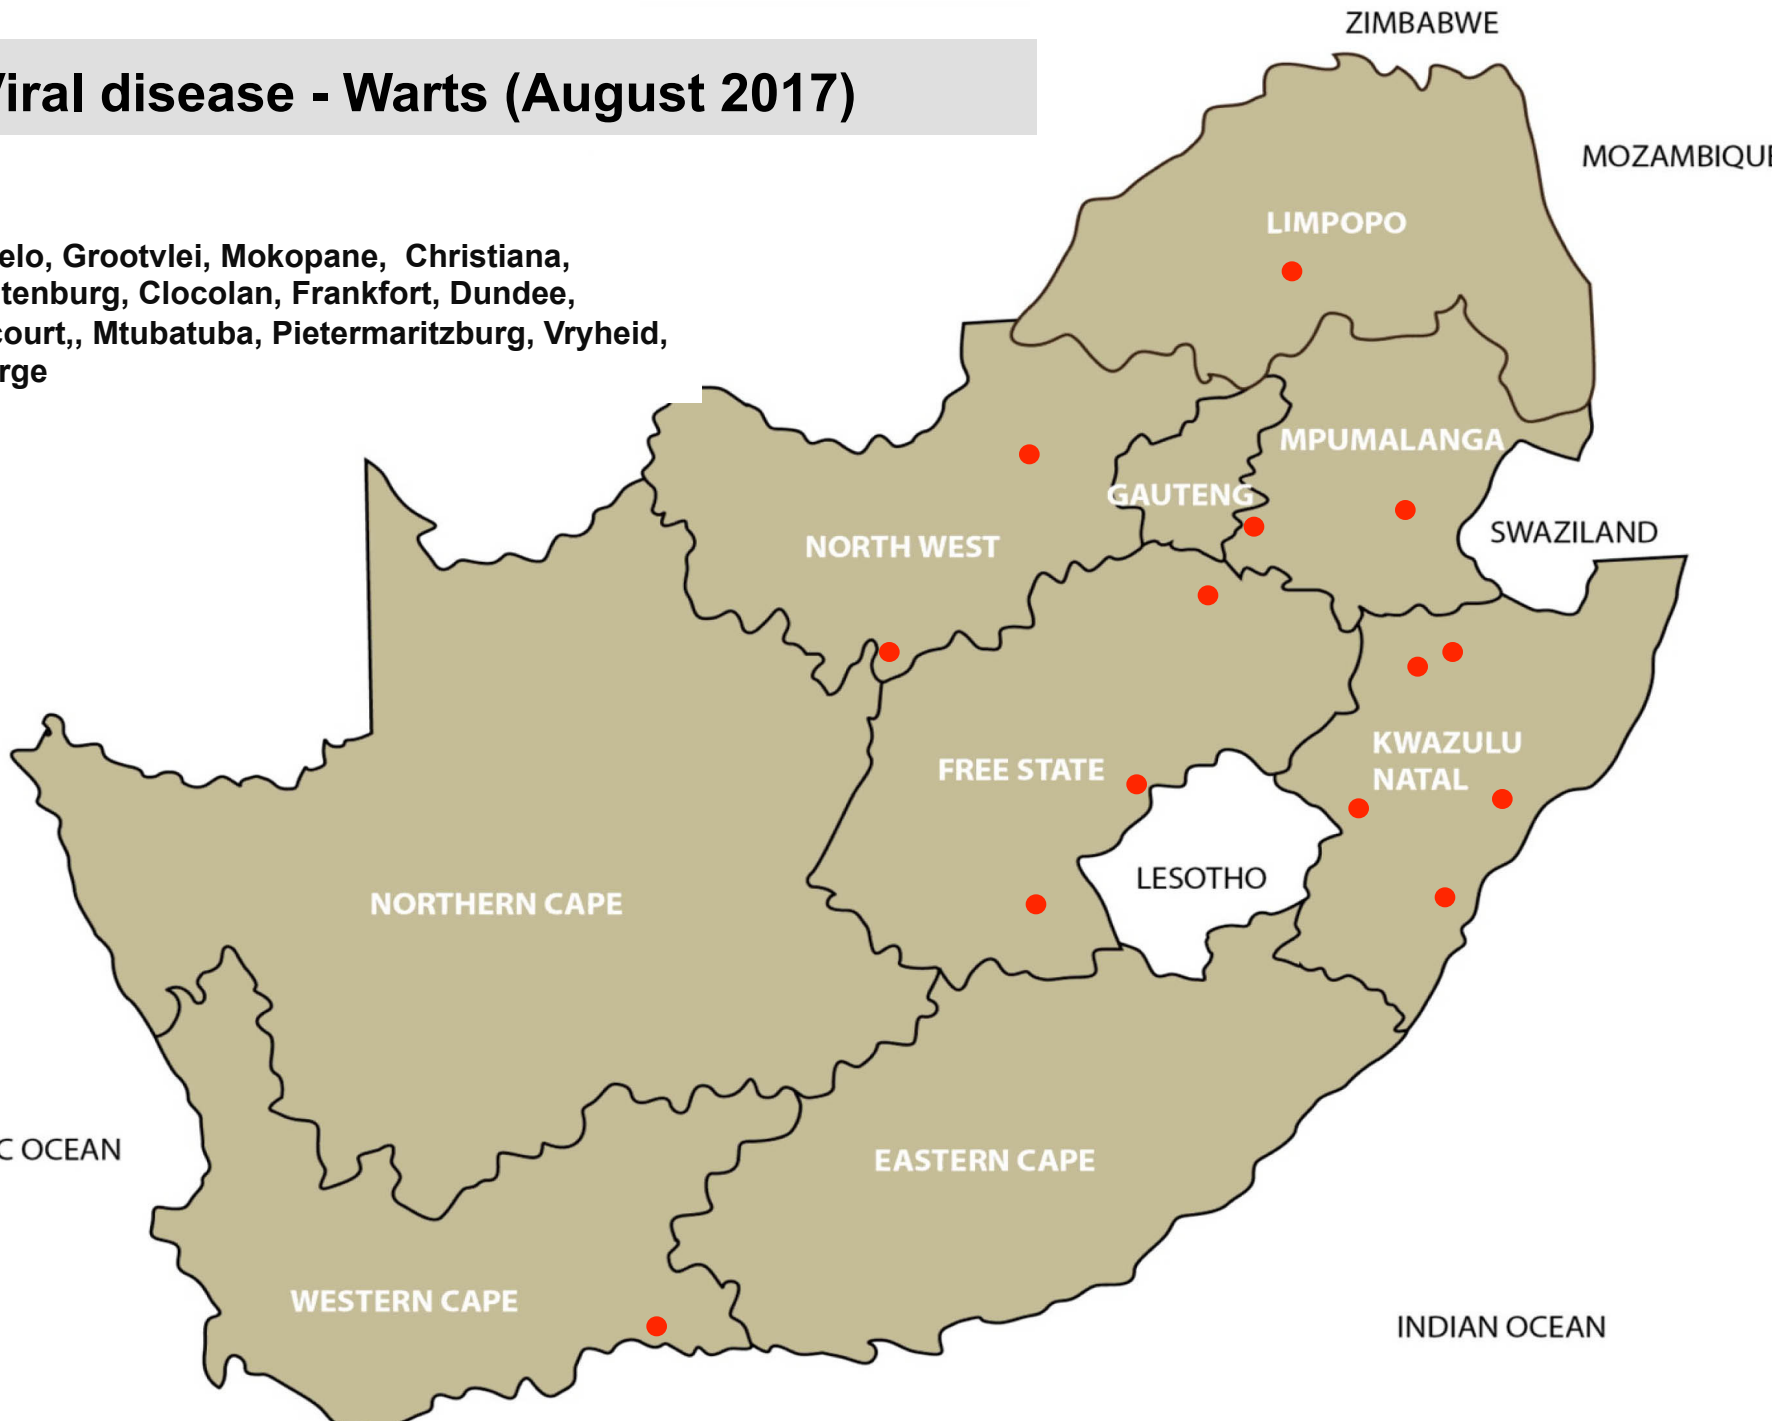 ZIMBABWE
Viral disease - Warts (August 2017)
MOZAMBIQUE
LIMPOPO
elo, Grootvlei, Mokopane, Christiana,
tenburg, Clocolan, Frankfort, Dundee,
court,, Mtubatuba, Pietermaritzburg, Vryheid,
rge
MPUMALANGA
GAUTENG
SWAZILAND
NORTH WEST
KWAZULU
NATAL
FREE STATE
LESOTHO
NORTHERN CAPE
C OCEAN
EASTERN CAPE
WESTERN CAPE
INDIAN OCEAN